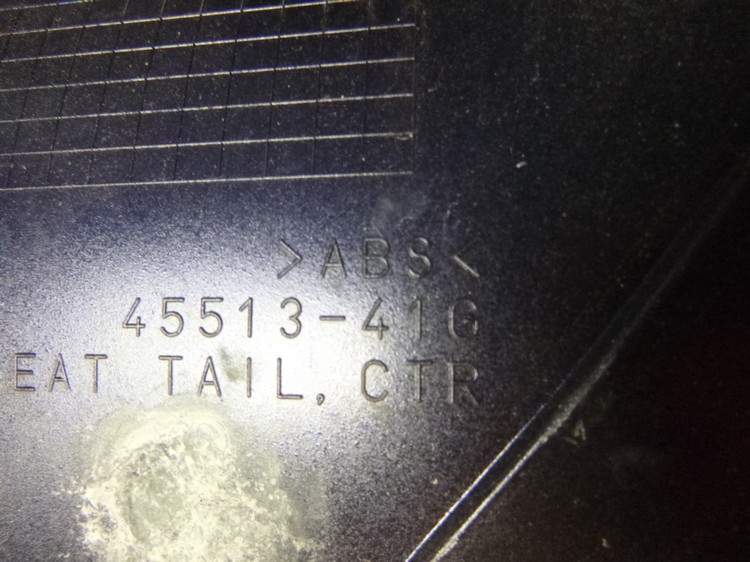 >ABS<
45513-41G
EAT TAIL, CTR